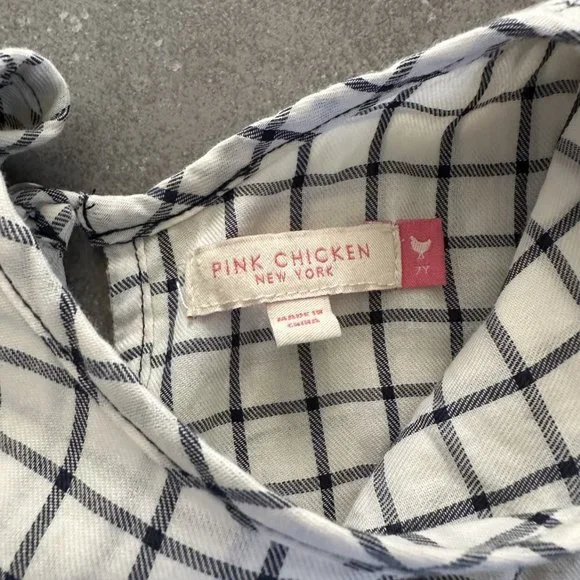 PINK CHICKEN
NEW YORK
7Y
MADE IN
CHINA